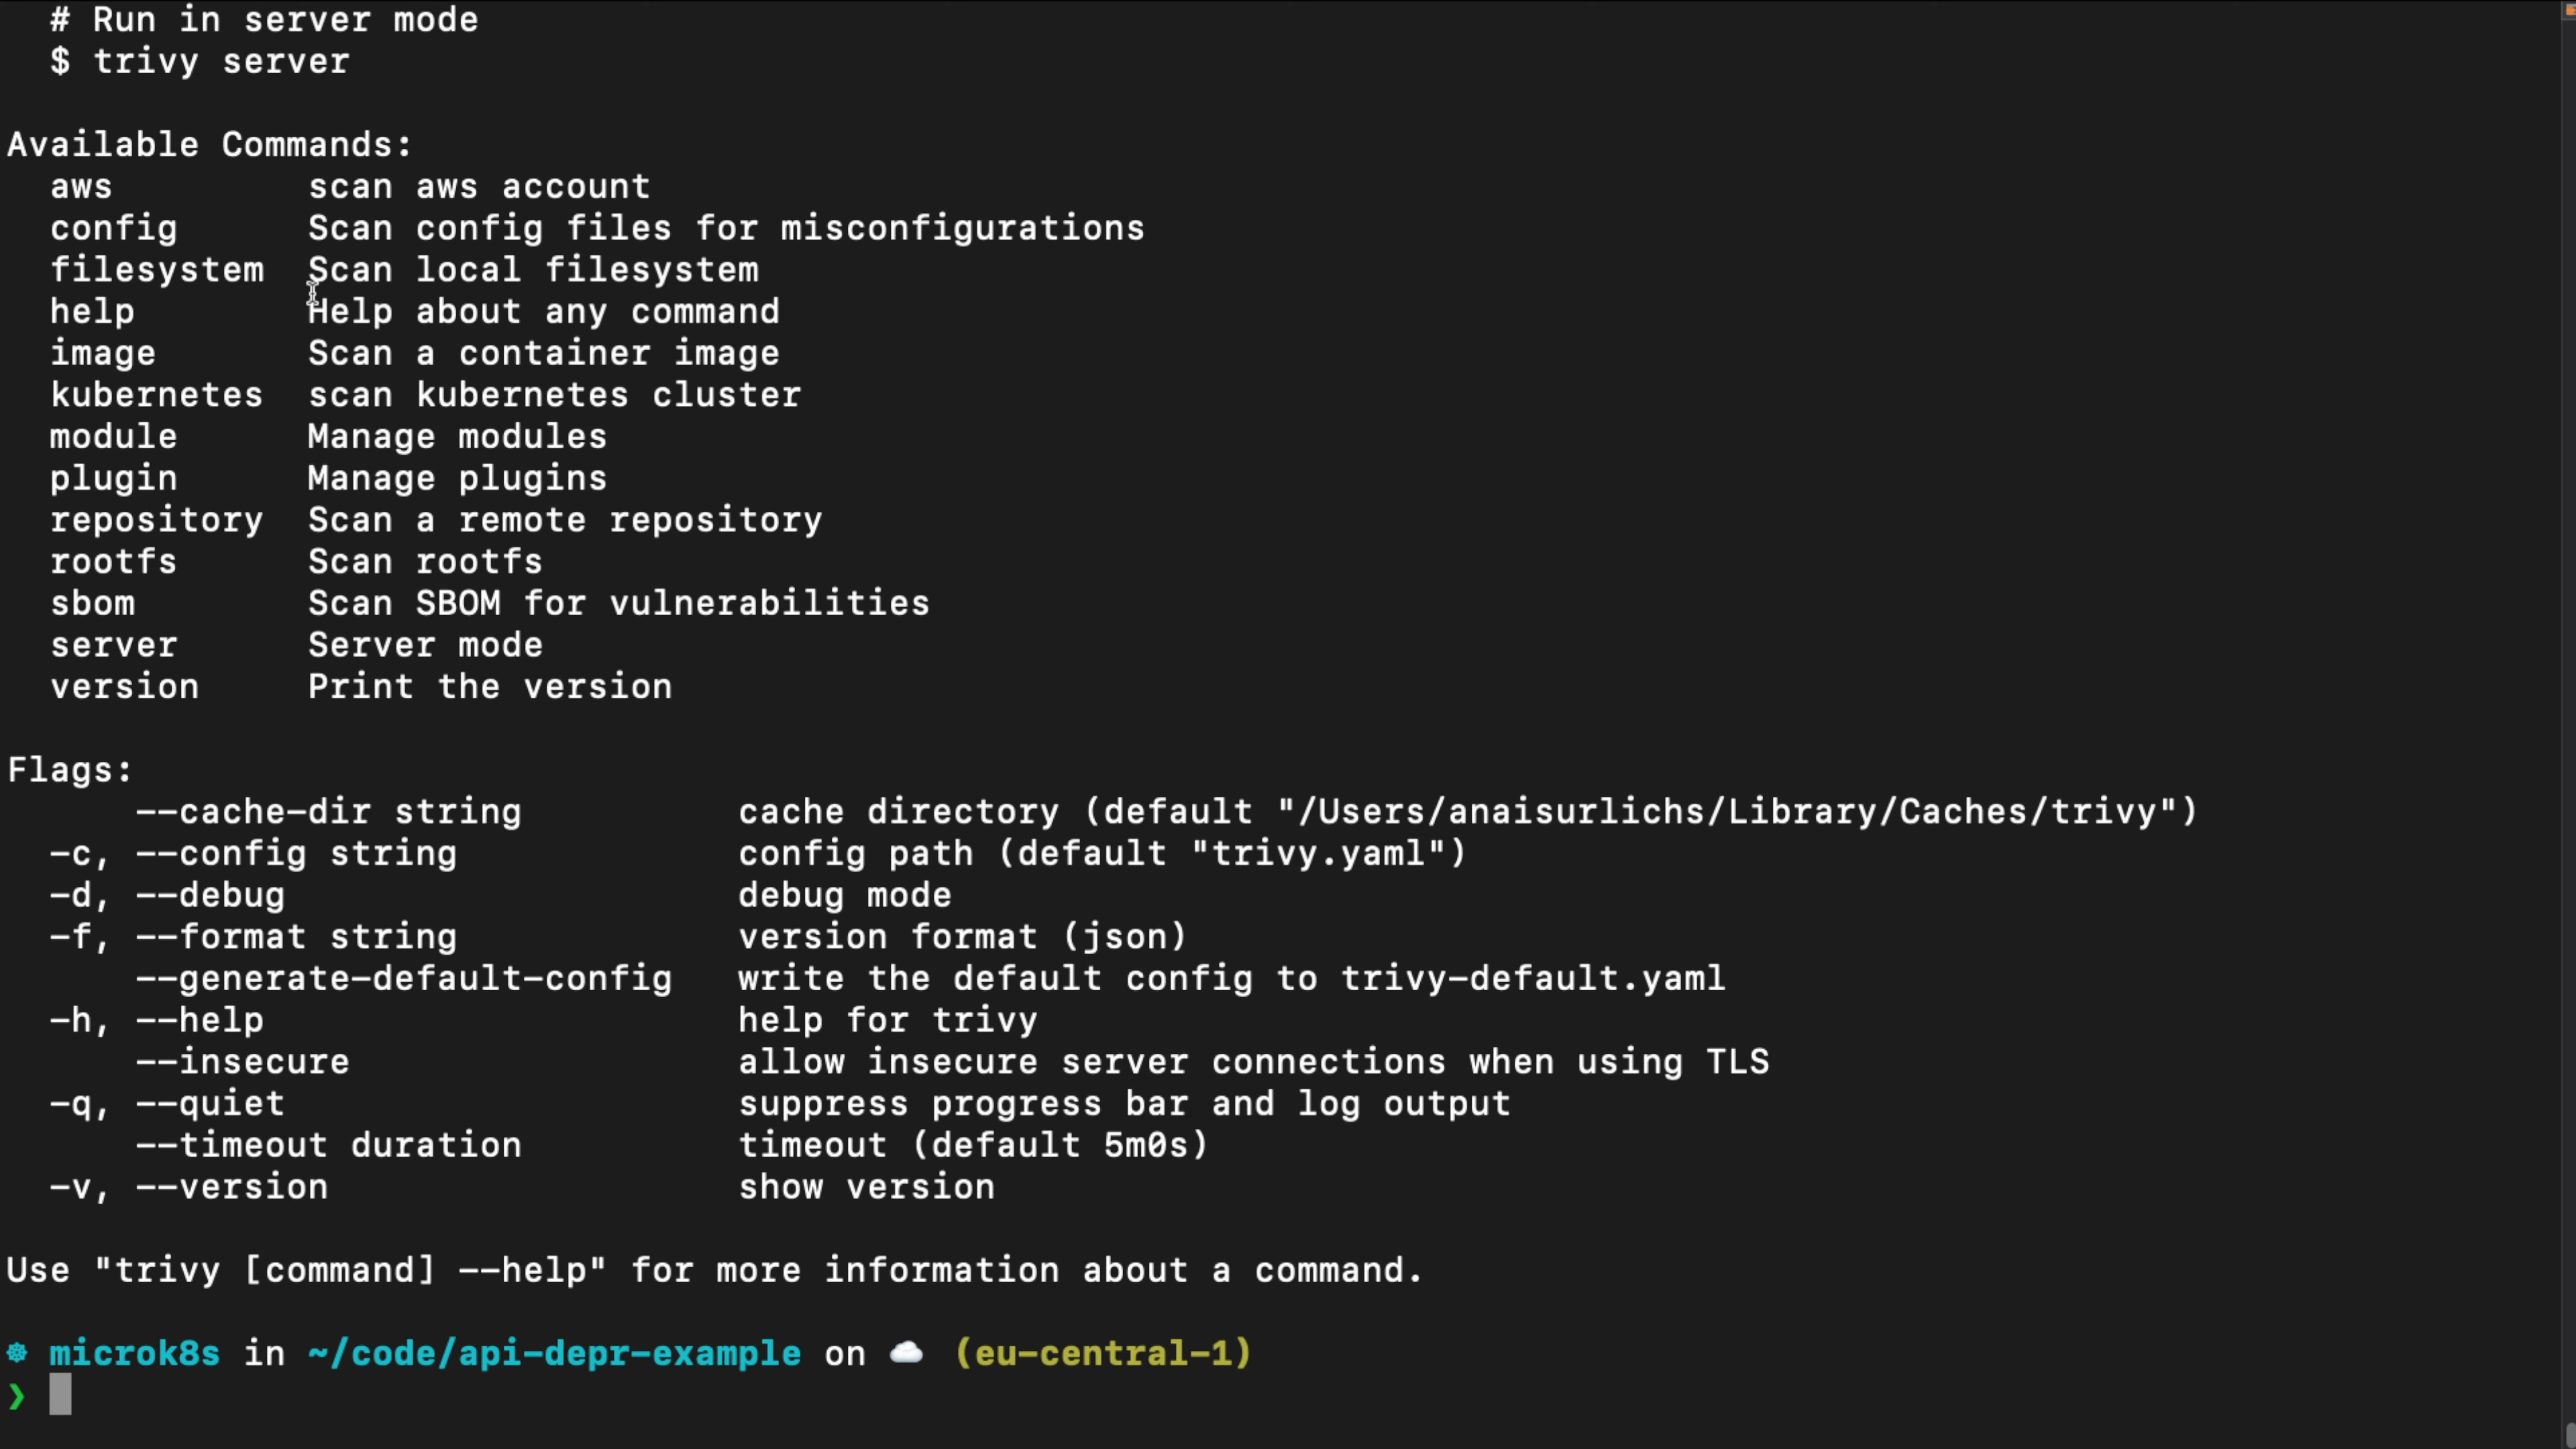 # Run in server mode
$ trivy server
Available Commands:
aws scan aws account
config Scan config files for misconfigurations
filesystem Scan local filesystem
help Help about any command
image Scan a container image
kubernetes scan kubernetes cluster
module Manage modules
plugin Manage plugins
repository Scan a remote repository
rootfs Scan rootfs
sbom Scan SBOM for vulnerabilities
server Server mode
version Print the version
Flags:
--cache-dir string cache directory (default "/Users/anaisurlichs/Library/Caches/trivy")
-c, --config string config path (default "trivy.yaml")
-d, --debug debug mode
-f, --format string version format (json)
--generate-default-config write the default config to trivy-default.yaml
-h, --help help for trivy
--insecure allow insecure server connections when using TLS
-q, --quiet suppress progress bar and log output
--timeout duration timeout (default 5m0s)
-v, --version show version
Use "trivy [command] --help" for more information about a command.
☸ microk8s in ~/code/api-depr-example on ☁️ (eu-central-1)
❯